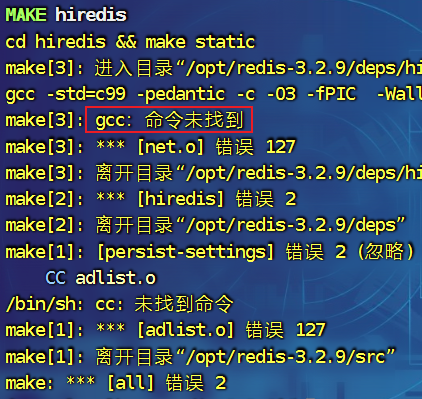 MAKE hiredis
cd hiredis && make static
make[3]: 进入目录“/opt/redis-3.2.9/deps/hi
gcc -std=c99 -pedantic -c -O3 -fPIC  -Wall
make[3]: gcc: 命令未找到
make[3]: *** [net.o] 错误 127
make[3]: 离开目录“/opt/redis-3.2.9/deps/hi
make[2]: *** [hiredis] 错误 2
make[2]: 离开目录“/opt/redis-3.2.9/deps”
make[1]: [persist-settings] 错误 2 (忽略)
    CC adlist.o
/bin/sh: cc: 未找到命令
make[1]: *** [adlist.o] 错误 127
make[1]: 离开目录“/opt/redis-3.2.9/src”
make: *** [all] 错误 2